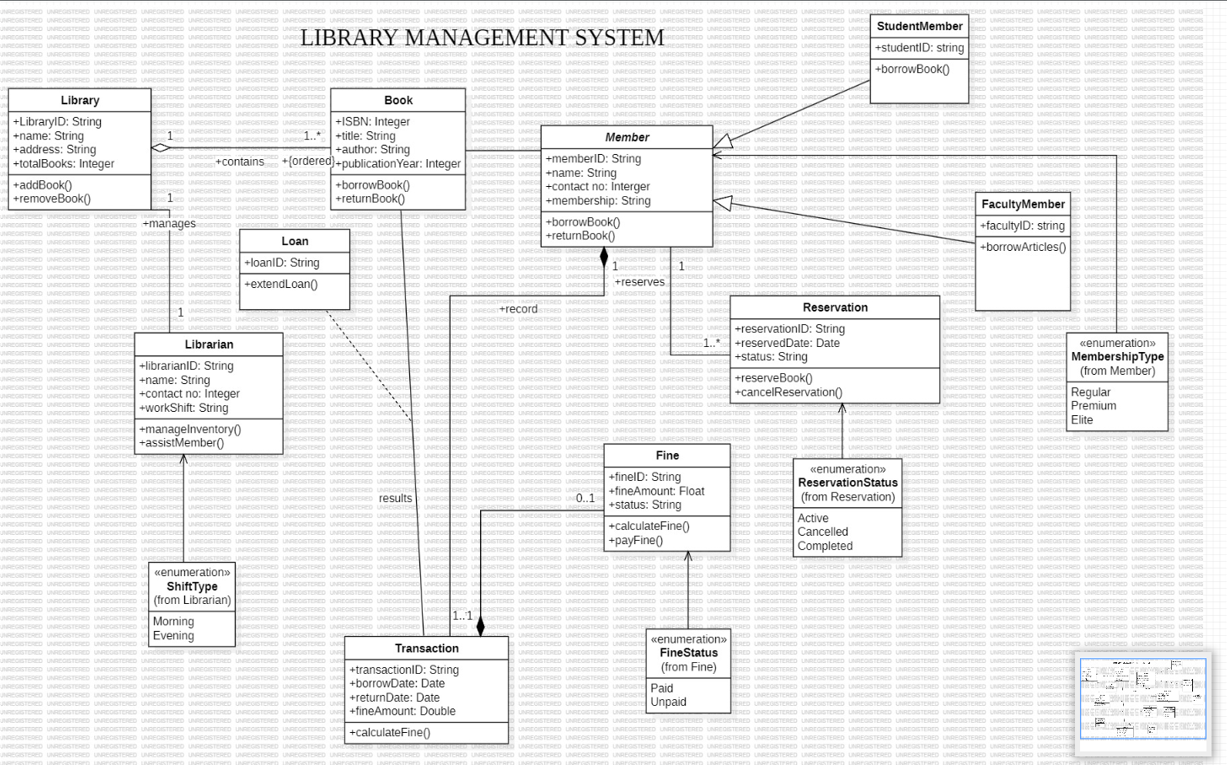 LIBRARY MANAGEMENT SYSTEM
StudentMember
+studentID: string
+borrowBook()
Library
+LibraryID: String
+name: String
+address: String
+totalBooks: Integer
+addBook()
+removeBook()
1
1..*
+contains
+{ordered}
Book
+ISBN: Integer
+title: String
+author: String
+publicationYear: Integer
+borrowBook()
+returnBook()
Member
+memberID: String
+name: String
+contact no: Interger
+membership: String
+borrowBook()
+returnBook()
FacultyMember
+facultyID: string
+borrowArticles()
1
+manages
1
Loan
+loanID: String
+extendLoan()
1
+reserves
1
1..*
+record
Reservation
+reservationID: String
+reservedDate: Date
+status: String
+reserveBook()
+cancelReservation()
«enumeration»
MembershipType
(from Member)
Regular
Premium
Elite
Librarian
+librarianID: String
+name: String
+contact no: Integer
+workShift: String
+manageInventory()
+assistMember()
Fine
+fineID: String
+fineAmount: Float
+status: String
+calculateFine()
+payFine()
0..1
results
«enumeration»
ReservationStatus
(from Reservation)
Active
Cancelled
Completed
«enumeration»
ShiftType
(from Librarian)
Morning
Evening
1..1
Transaction
+transactionID: String
+borrowDate: Date
+returnDate: Date
+fineAmount: Double
+calculateFine()
«enumeration»
FineStatus
(from Fine)
Paid
Unpaid